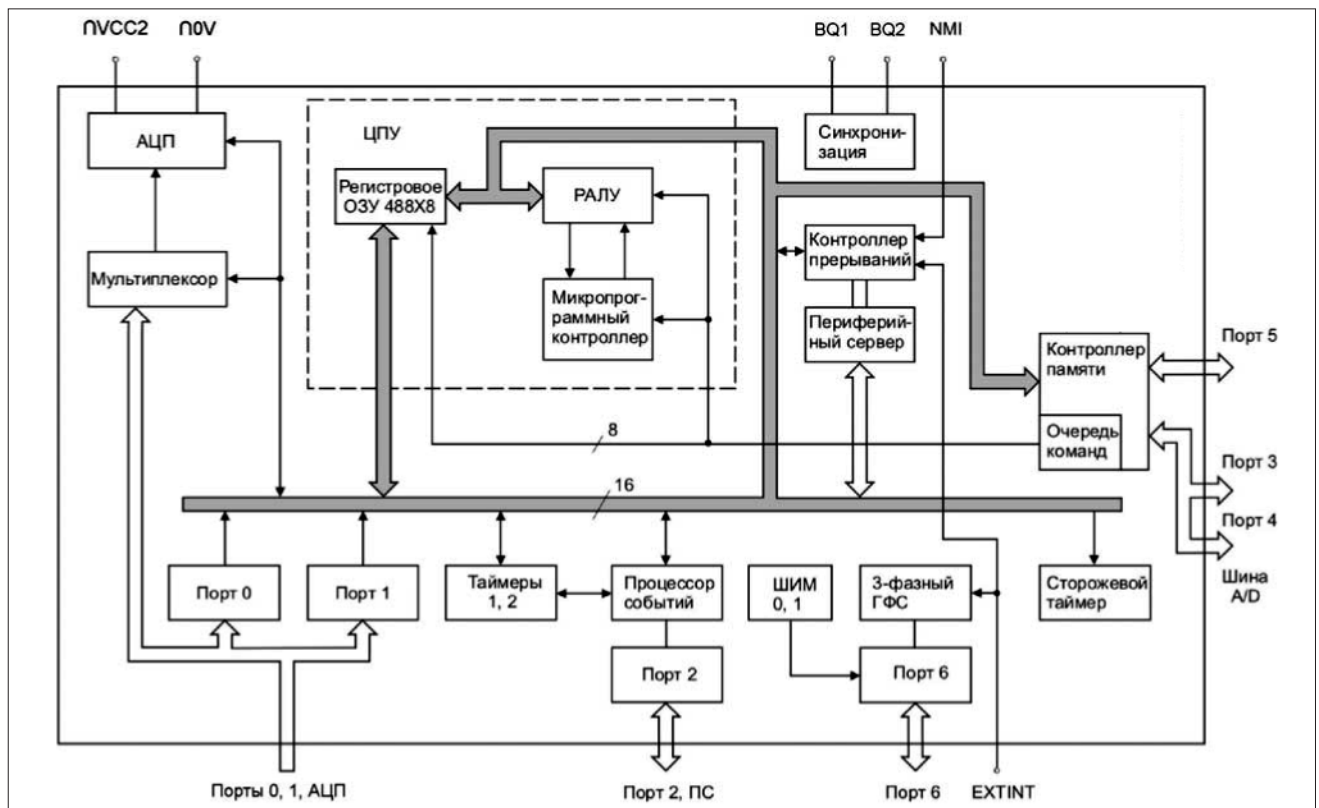 ՈVCC2
Ո0V
BQ1
BQ2
NMI
АЦП
ЦПУ
Синхрони-
зация
Регистровое
ОЗУ 488X8
РАЛУ
Контроллер
прерываний
Мультиплексор
Микропрог-
раммный
контроллер
Периферий-
ный сервер
Контроллер
памяти
Порт 5
8
Очередь
команд
Порт 3
16
Порт 4
Шина
A/D
Порт 0
Порт 1
Таймеры
1, 2
Процессор
событий
ШИМ
0, 1
3-фазный
ГФС
Сторожевой
таймер
Порт 2
Порт 6
Порты 0, 1, АЦП
Порт 2, ПС
Порт 6
EXTINT